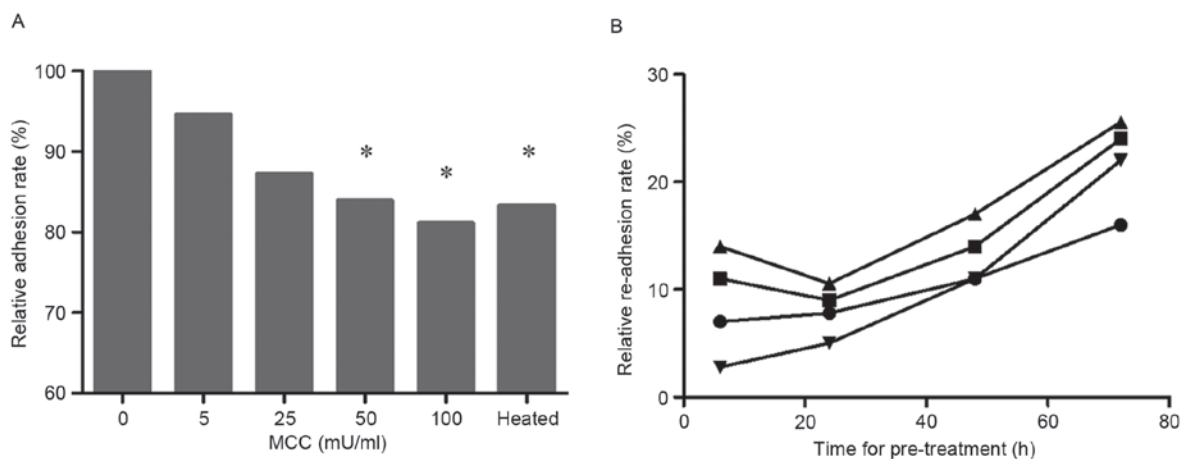 A
Relative adhesion rate (%)
100
90
80
70
60
*
*
*
0 5 25 50 100 Heated
MCC (mU/ml)
B
Relative re-adhesion rate (%)
30
20
10
0
0 20 40 60 80
Time for pre-treatment (h)